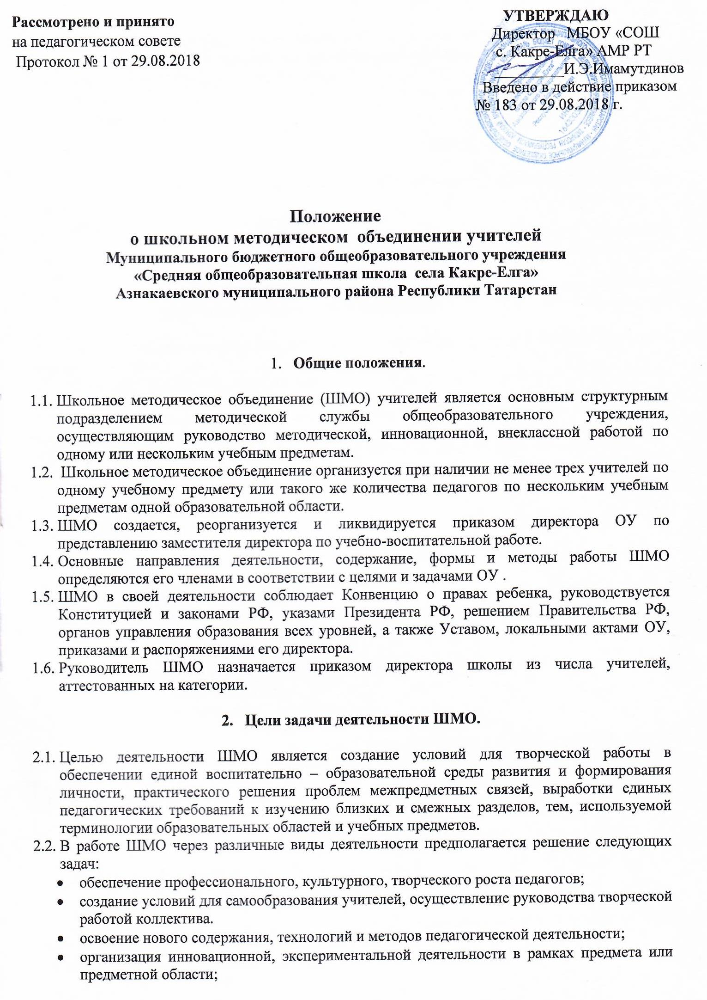 Рассмотрено и принято
на педагогическом совете
Протокол № 1 от 29.08.2018
УТВЕРЖДАЮ
Директор МБОУ «СОШ
с. Какре-Елга» АМР РТ
__________И.Э.Имамутдинов
Введено в действие приказом
№ 183 от 29.08.2018 г.
Положение
о школьном методическом объединении учителей
Муниципального бюджетного общеобразовательного учреждения
«Средняя общеобразовательная школа села Какре-Елга»
Азнакаевского муниципального района Республики Татарстан
1. Общие положения.
1.1. Школьное методическое объединение (ШМО) учителей является основным структурным
подразделением методической службы общеобразовательного учреждения,
осуществляющим руководство методической, инновационной, внеклассной работой по
одному или нескольким учебным предметам.
1.2. Школьное методическое объединение организуется при наличии не менее трех учителей по
одному учебному предмету или такого же количества педагогов по нескольким учебным
предметам одной образовательной области.
1.3. ШМО создается, реорганизуется и ликвидируется приказом директора ОУ по
представлению заместителя директора по учебно-воспитательной работе.
1.4. Основные направления деятельности, содержание, формы и методы работы ШМО
определяются его членами в соответствии с целями и задачами ОУ .
1.5. ШМО в своей деятельности соблюдает Конвенцию о правах ребенка, руководствуется
Конституцией и законами РФ, указами Президента РФ, решением Правительства РФ,
органов управления образования всех уровней, а также Уставом, локальными актами ОУ,
приказами и распоряжениями его директора.
1.6. Руководитель ШМО назначается приказом директора школы из числа учителей,
аттестованных на категории.
2. Цели задачи деятельности ШМО.
2.1. Целью деятельности ШМО является создание условий для творческой работы в
обеспечении единой воспитательно – образовательной среды развития и формирования
личности, практического решения проблем межпредметных связей, выработки единых
педагогических требований к изучению близких и смежных разделов, тем, используемой
терминологии образовательных областей и учебных предметов.
2.2. В работе ШМО через различные виды деятельности предполагается решение следующих
задач:
• обеспечение профессионального, культурного, творческого роста педагогов;
• создание условий для самообразования учителей, осуществление руководства творческой
работой коллектива.
• освоение нового содержания, технологий и методов педагогической деятельности;
• организация инновационной, экспериментальной деятельности в рамках предмета или
предметной области;